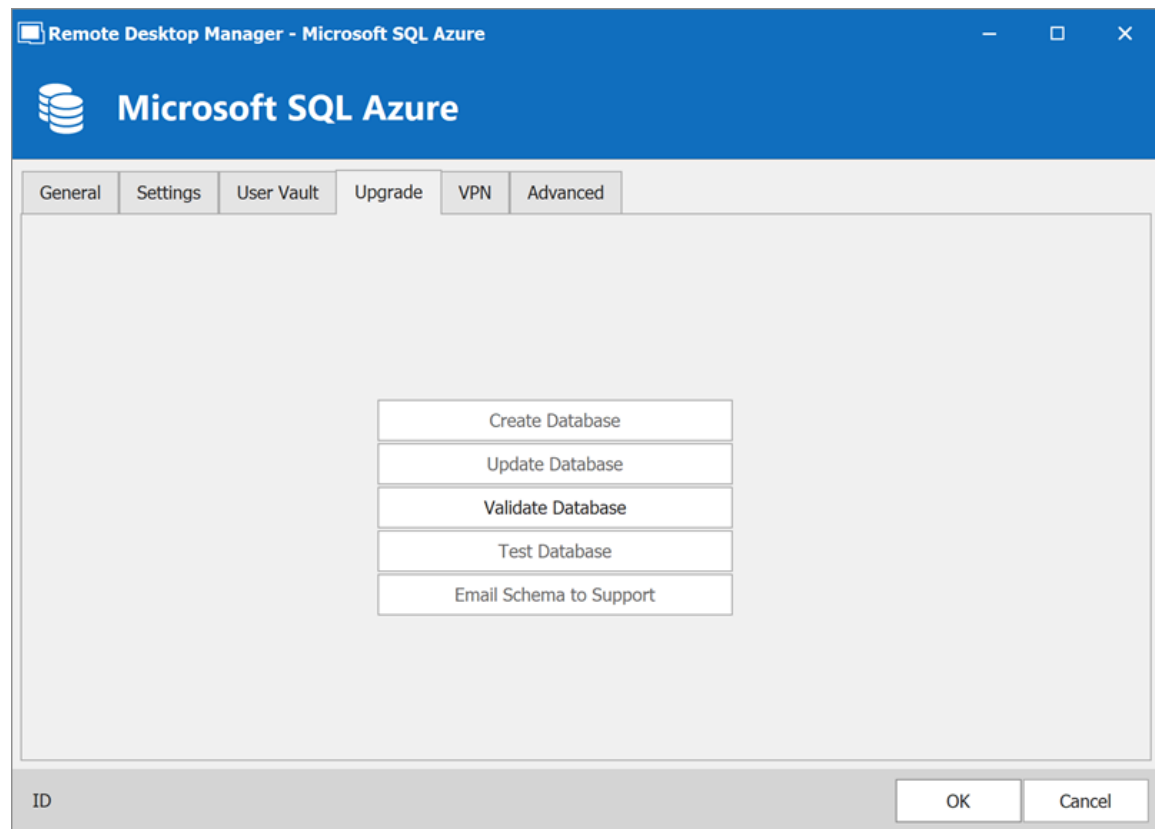 Remote Desktop Manager - Microsoft SQL Azure
Microsoft SQL Azure
General Settings User Vault Upgrade VPN Advanced
Create Database
Update Database
Validate Database
Test Database
Email Schema to Support
ID OK Cancel